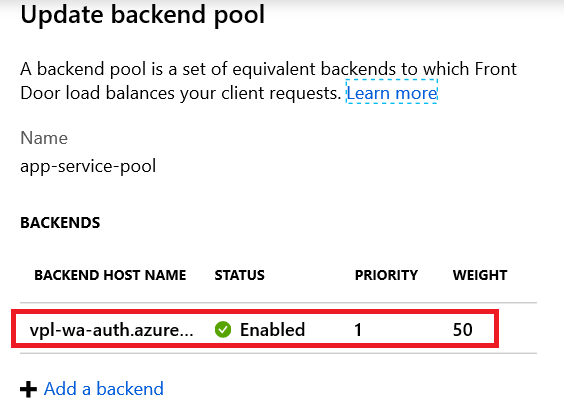 Update backend pool
A backend pool is a set of equivalent backends to which Front
Door load balances your client requests. Learn more
Name
app-service-pool
BACKENDS
BACKEND HOST NAME STATUS PRIORITY WEIGHT
vpl-wa-auth.azure... Enabled 1 50
+ Add a backend